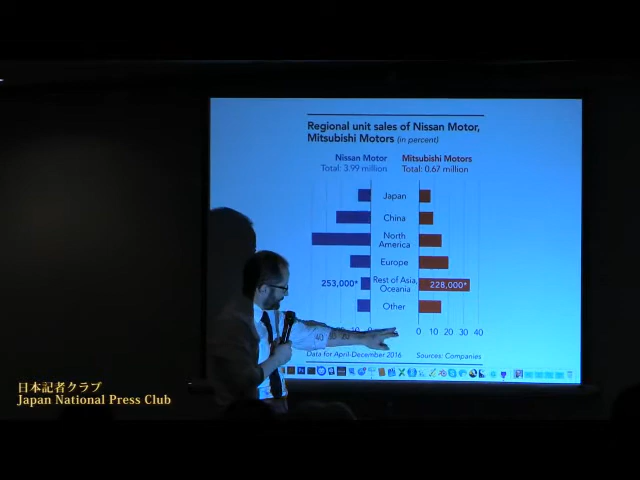 Regional unit sales of Nissan Motor,
Mitsubishi Motors (in percent)
Nissan Motor
Total: 3.99 million
Mitsubishi Motors
Total: 0.67 million
Japan
China
North
America
Europe
253,000*
Rest of Asia,
Oceania
228,000*
Other
40
0 10 20 30 40
Data for April-December 2016
Sources: Companies
日本記者クラブ
Japan National Press Club